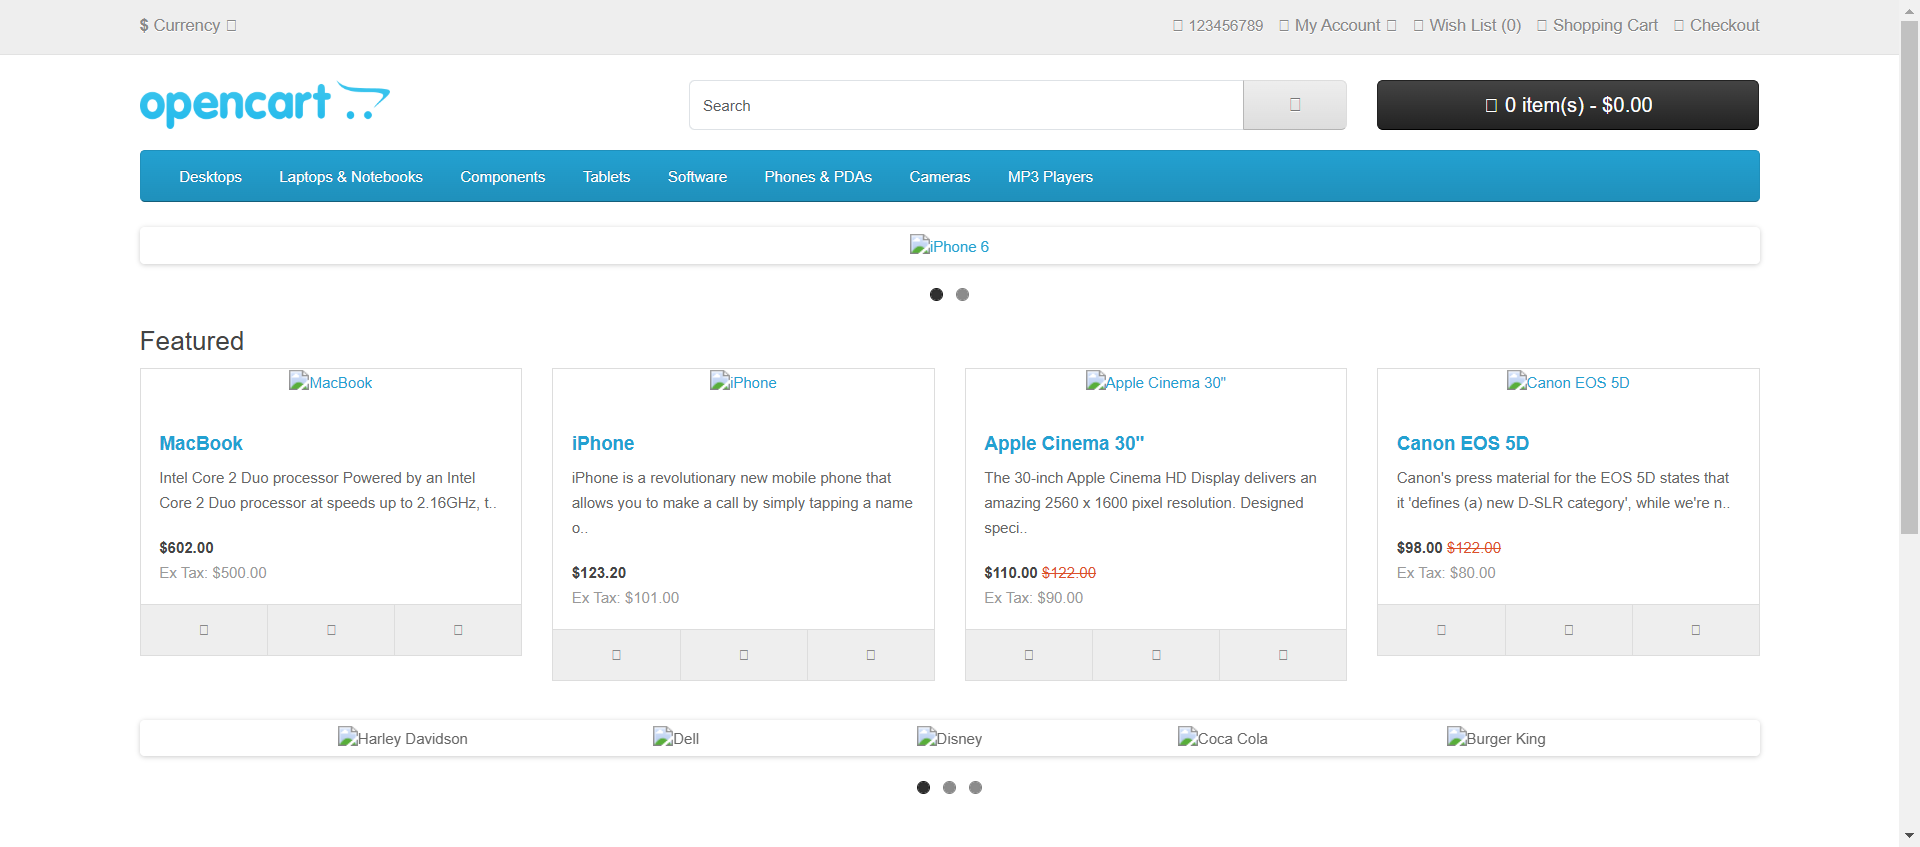 $ Currency
123456789 My Account Wish List (0) Shopping Cart Checkout
opencart
Search
0 item(s) - $0.00
Desktops Laptops & Notebooks Components Tablets Software Phones & PDAs Cameras MP3 Players
iPhone 6
Featured
MacBook
MacBook
Intel Core 2 Duo processor Powered by an Intel
Core 2 Duo processor at speeds up to 2.16GHz, t..
$602.00
Ex Tax: $500.00
iPhone
iPhone
iPhone is a revolutionary new mobile phone that
allows you to make a call by simply tapping a name
o..
$123.20
Ex Tax: $101.00
Apple Cinema 30"
Apple Cinema 30"
The 30-inch Apple Cinema HD Display delivers an
amazing 2560 x 1600 pixel resolution. Designed
speci..
$110.00 $122.00
Ex Tax: $90.00
Canon EOS 5D
Canon EOS 5D
Canon's press material for the EOS 5D states that
it 'defines (a) new D-SLR category', while we're n..
$98.00 $122.00
Ex Tax: $80.00
Harley Davidson Dell Disney Coca Cola Burger King